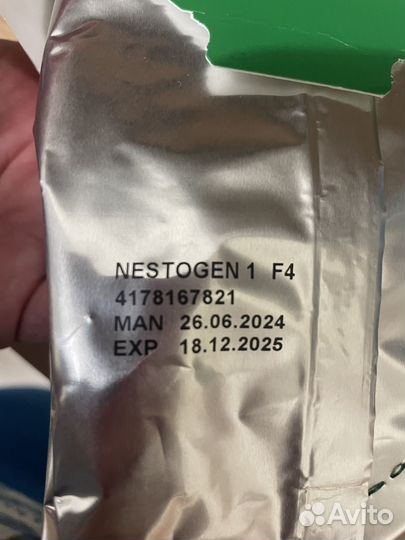 NESTOGEN 1 F4
4178167821
MAN 26.06.2024
EXP 18.12.2025
Avito